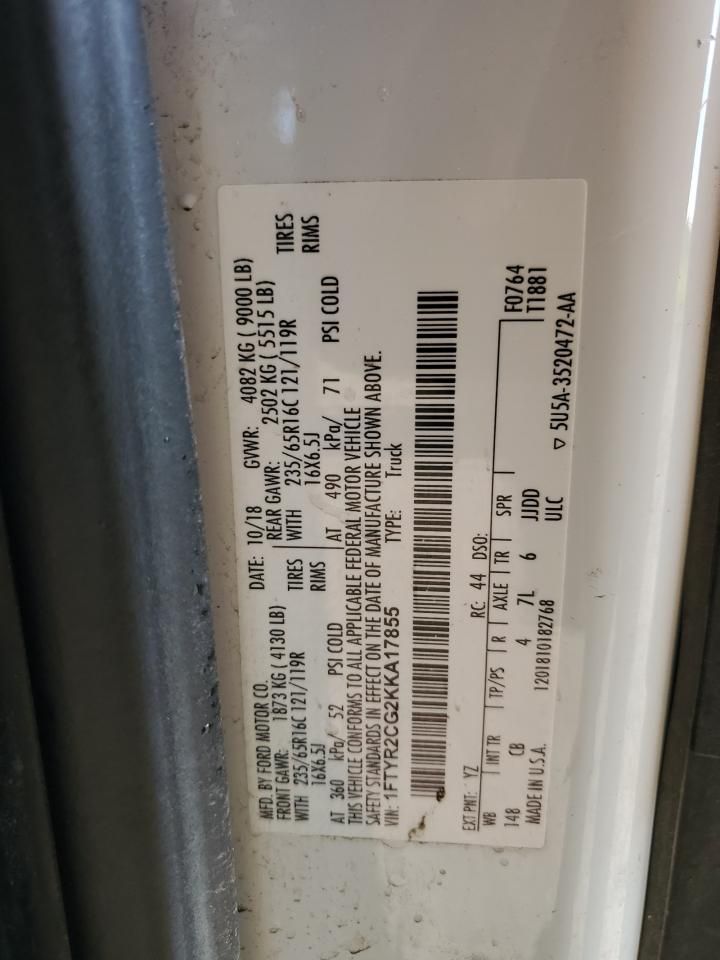 MFD. BY FORD MOTOR CO. DATE: 10/18 GVWR: 4082 KG ( 9000 LB)
FRONT GAWR: 1873 KG ( 4130 LB) REAR GAWR: 2502 KG ( 5515 LB)
WITH 235/65R16C 121/119R TIRES WITH 235/65R16C 121/119R TIRES
16X6.5J RIMS 16X6.5J RIMS
AT 360 kPa/ 52 PSI COLD AT 490 kPa/ 71 PSI COLD
THIS VEHICLE CONFORMS TO ALL APPLICABLE FEDERAL MOTOR VEHICLE
SAFETY STANDARDS IN EFFECT ON THE DATE OF MANUFACTURE SHOWN ABOVE.
VIN: 1FTYR2CG2KKA17855 TYPE: Truck
EXT PNT: YZ RC: 44 DSO:
WB INT TR TP/PS R AXLE TR SPR F0764
148 CB 4 7L 6 JJDD T1881
MADE IN U.S.A. 1201810182768 ULC
▽ 5U5A-3520472-AA